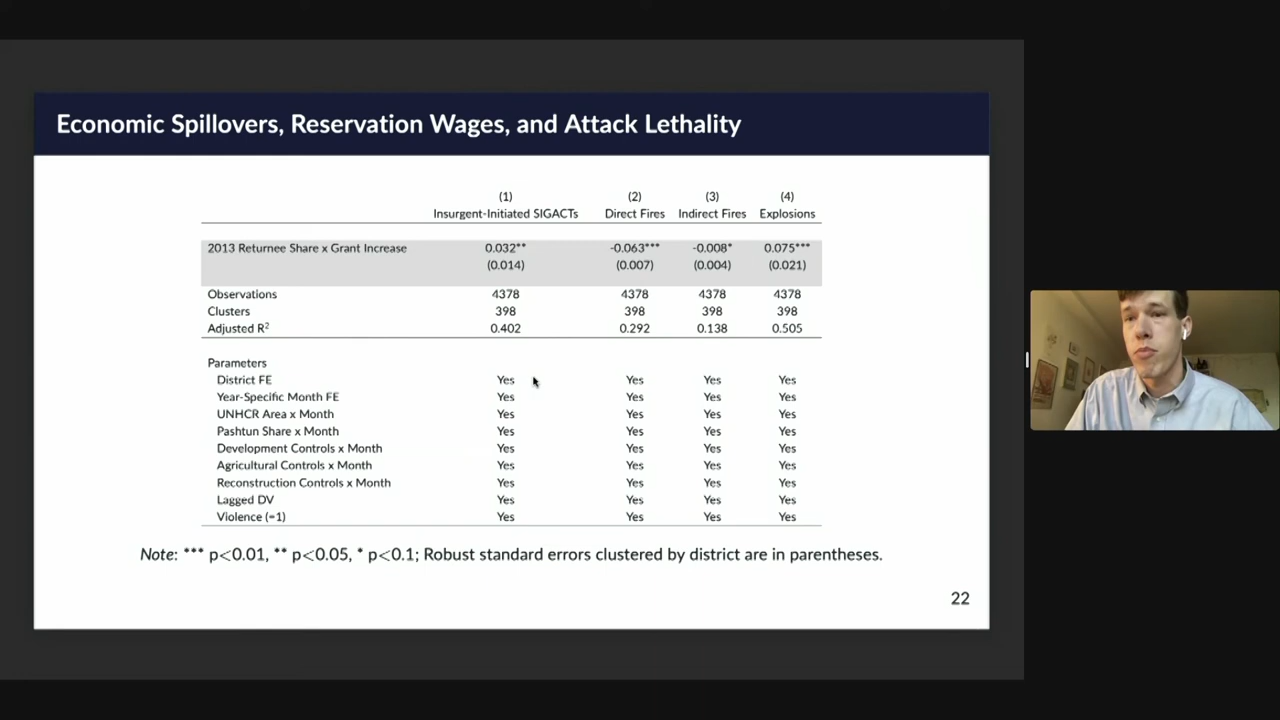 Economic Spillovers, Reservation Wages, and Attack Lethality
(1) (2) (3) (4)
Insurgent-Initiated SIGACTs Direct Fires Indirect Fires Explosions
2013 Returnee Share x Grant Increase 0.032** -0.063*** -0.008* 0.075***
(0.014) (0.007) (0.004) (0.021)
Observations 4378 4378 4378 4378
Clusters 398 398 398 398
Adjusted R² 0.402 0.292 0.138 0.505
Parameters
District FE Yes Yes Yes Yes
Year-Specific Month FE Yes Yes Yes Yes
UNHCR Area x Month Yes Yes Yes Yes
Pashtun Share x Month Yes Yes Yes Yes
Development Controls x Month Yes Yes Yes Yes
Agricultural Controls x Month Yes Yes Yes Yes
Reconstruction Controls x Month Yes Yes Yes Yes
Lagged DV Yes Yes Yes Yes
Violence (=1) Yes Yes Yes Yes
Note: *** p<0.01, ** p<0.05, * p<0.1; Robust standard errors clustered by district are in parentheses.
22